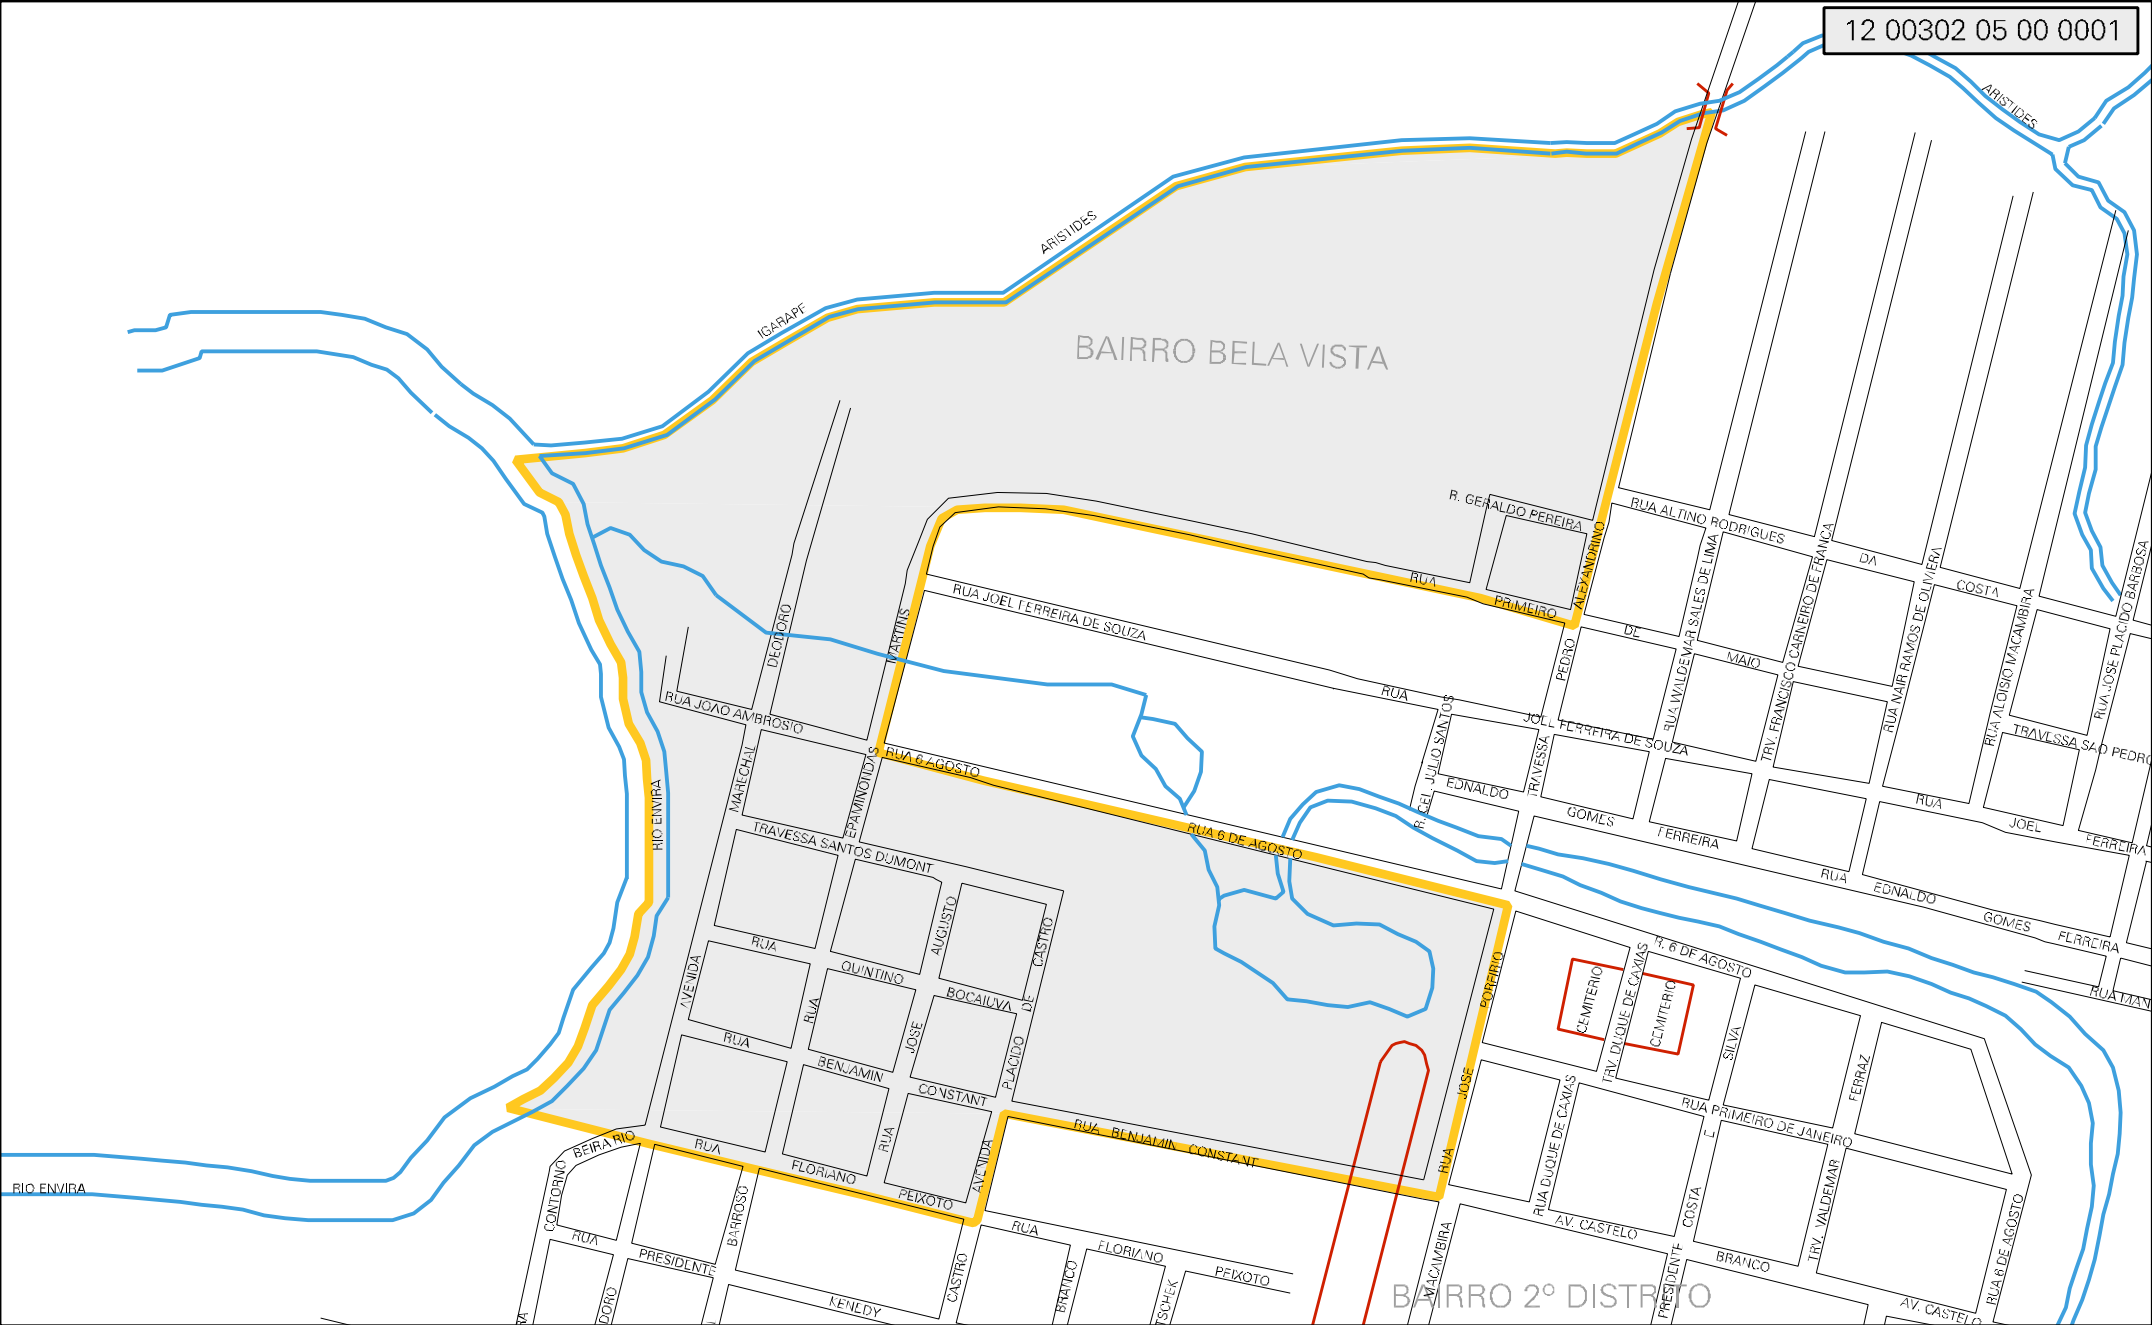 12 00302 05 00 0001
ARISTIDES
ARISTIDES
IGARAPE
BAIRRO BELA VISTA
R. GERALDO PEREIRA
RUA ALTINO RODRIGUES
DA
COSTA
RUA
PRIMEIRO
DE
MAIO
ALEXANDRINO
PEDRO
TRAVESSA
RUA WALDEMAR SALES DE LIMA
TRV. FRANCISCO CARNEIRO DE FRANCA
RUA NAIR RAMOS DE OLIVIERA
RUA ALOISIO MACAMBIRA
RUA JOSE PLACIDO BARBOSA
RUA JOEL FERREIRA DE SOUZA
RUA
JOEL FERREIRA DE SOUZA
RUA
JOEL
FERREIRA
TRAVESSA SAO PEDRO
MARTINS
EPAMINONDAS
DEODORO
MARECHAL
AVENIDA
RUA JOAO AMBROSIO
RUA 6 AGOSTO
RUA 6 DE AGOSTO
R. CEL. JULIO SANTOS
EDNALDO
GOMES
FERREIRA
RUA
EDNALDO
GOMES
FERREIRA
RUA MAN
RIO ENVIRA
TRAVESSA SANTOS DUMONT
AUGUSTO
JOSE
RUA
CASTRO
DE
PLACIDO
AVENIDA
RUA
QUINTINO
BOCAIUVA
RUA
RUA
BENJAMIN
CONSTANT
R. 6 DE AGOSTO
CEMITERIO
CEMITERIO
TRV. DUQUE DE CAXIAS
RUA DUQUE DE CAXIAS
PORFIRIO
JOSE
RUA
SILVA
E
COSTA
PRESIDENTE
FERRAZ
TRV. VALDEMAR
RUA PRIMEIRO DE JANEIRO
RUA BENJAMIN CONSTANT
BEIRA RIO
CONTORNO
RUA
FLORIANO
PEIXOTO
RIO ENVIRA
RUA
PRESIDENTE
KENEDY
BARROSO
CASTRO
RUA
FLORIANO
PEIXOTO
BRANCO
TSCHEK
MACAMBIRA
AV. CASTELO
BRANCO
AV. CASTELO
RUA 6 DE AGOSTO
BAIRRO 2º DISTRITO
DORO
RA